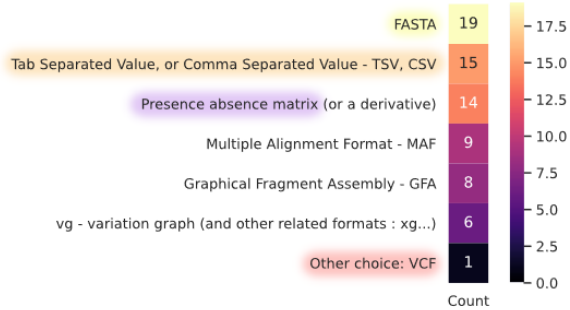 FASTA 19
Tab Separated Value, or Comma Separated Value - TSV, CSV 15
Presence absence matrix (or a derivative) 14
Multiple Alignment Format - MAF 9
Graphical Fragment Assembly - GFA 8
vg - variation graph (and other related formats : xg...) 6
Other choice: VCF 1
Count
17.5
15.0
12.5
10.0
7.5
5.0
2.5
0.0